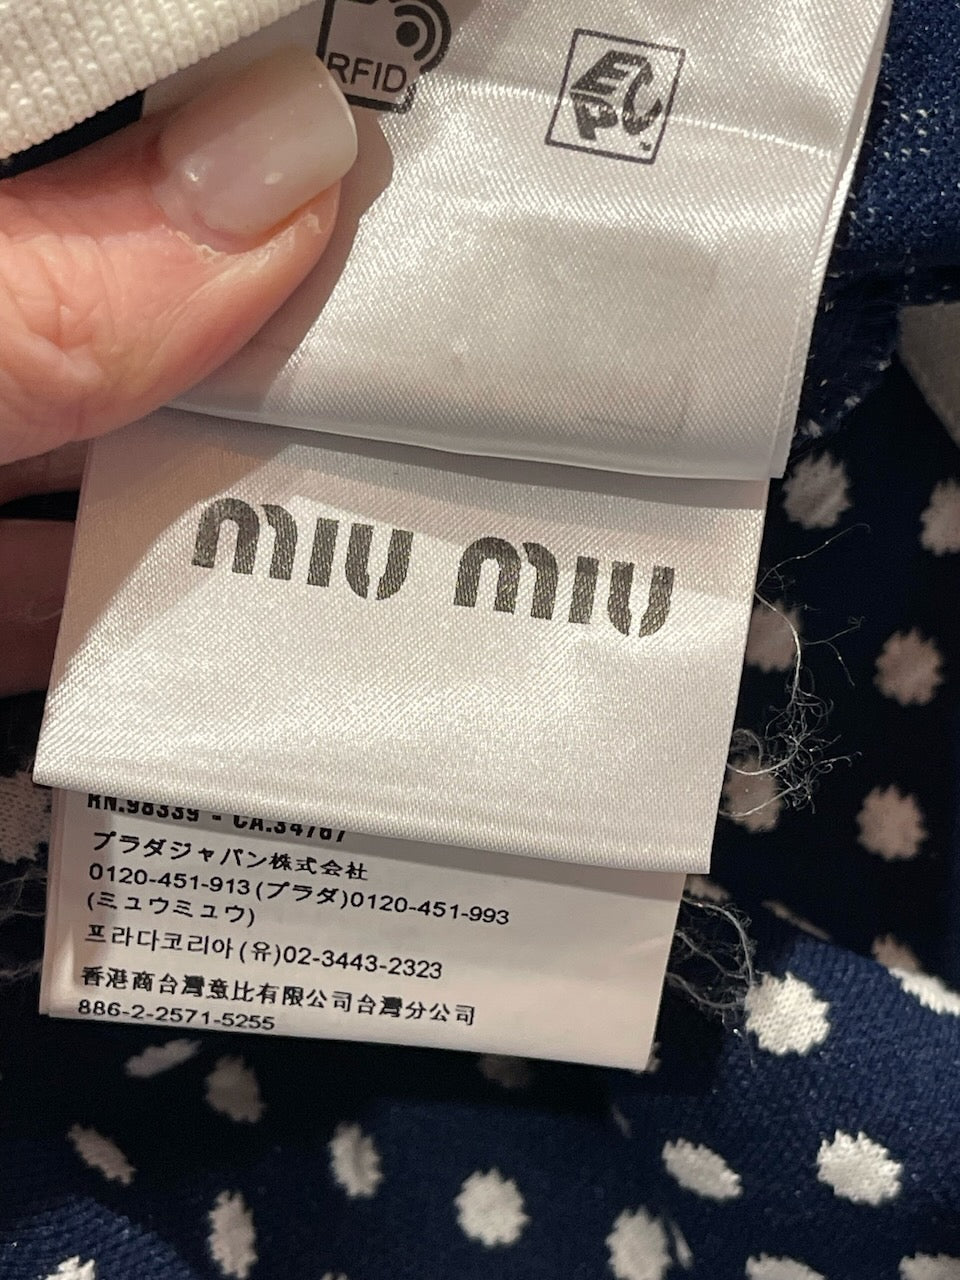 RFID
EPC
™
miu miu
RN.98339 - CA.34767
プラダジャパン株式会社
0120-451-913(プラダ)0120-451-993
(ミュウミュウ)
프라다코리아(유)02-3443-2323
香港商台灣意比有限公司台灣分公司
886-2-2571-5255